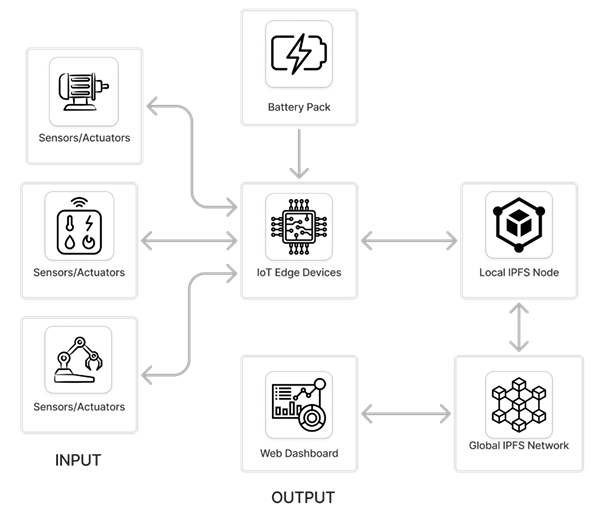 Battery Pack
Sensors/Actuators
Sensors/Actuators
IoT Edge Devices
Local IPFS Node
Sensors/Actuators
Web Dashboard
Global IPFS Network
INPUT
OUTPUT